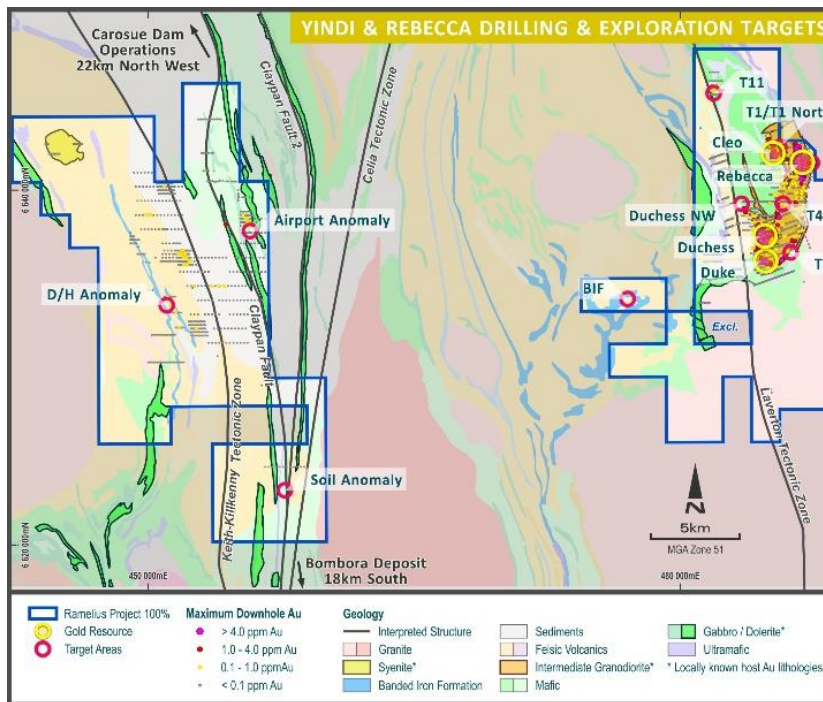 YINDI & REBECCA DRILLING & EXPLORATION TARGETS
Carosue Dam
Operations
22km North West
Claypan Fault 2
Celia Tectonic Zone
T11
T1/T1 Nort
Cleo
Rebecca
6 640 000mN
Airport Anomaly
Duchess NW
T4
Duchess
T
Duke
D/H Anomaly
BIF
Excl.
Claypan Fault
Keith-Kilkenny Tectonic Zone
Laverton Tectonic Zone
Soil Anomaly
N
5km
MGA Zone 51
6 620 000mN
Bombora Deposit
18km South
450 000mE
480 000mE
Ramelius Project 100%
Gold Resource
Target Areas
Maximum Downhole Au
> 4.0 ppm Au
1.0 - 4.0 ppm Au
0.1 - 1.0 ppmAu
< 0.1 ppm Au
Geology
Interpreted Structure
Granite
Syenite*
Banded Iron Formation
Sediments
Felsic Volcanics
Intermediate Granodiorite*
Mafic
Gabbro / Dolerite*
Ultramafic
* Locally known host Au lithologies